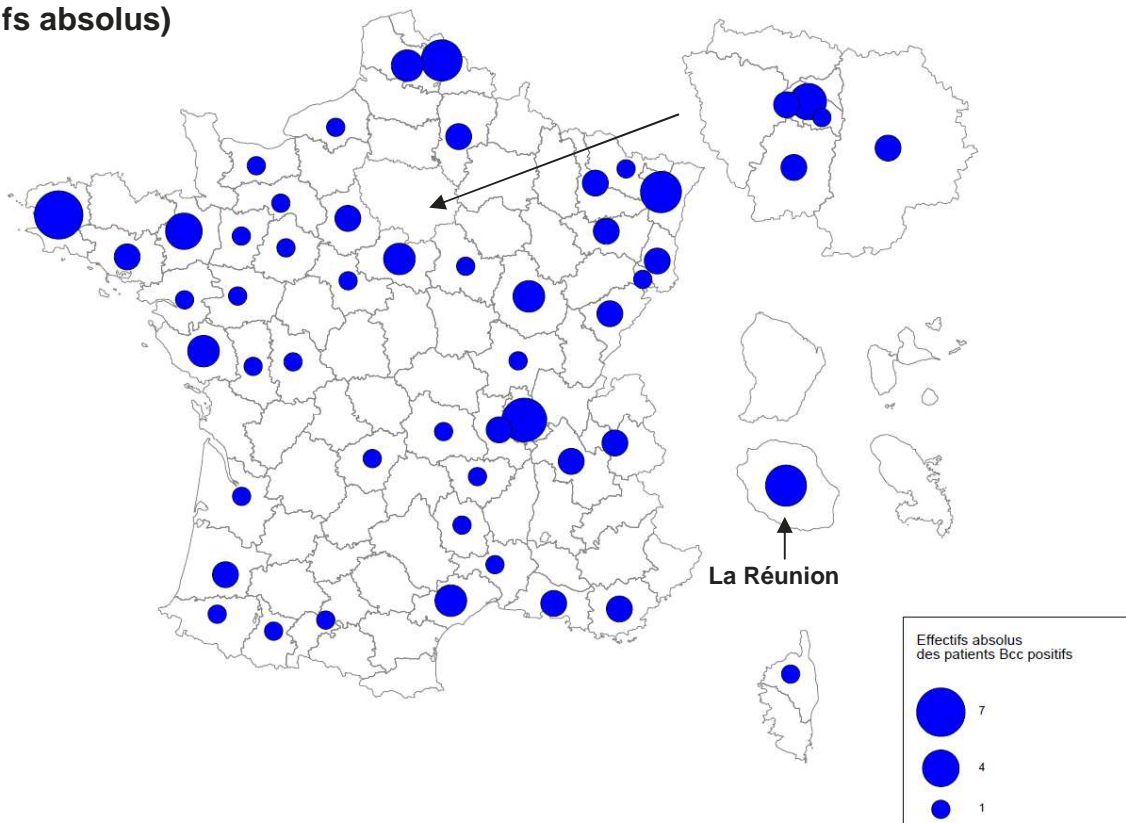 fs absolus)
La Réunion
Effectifs absolus
des patients Bcc positifs
7
4
1